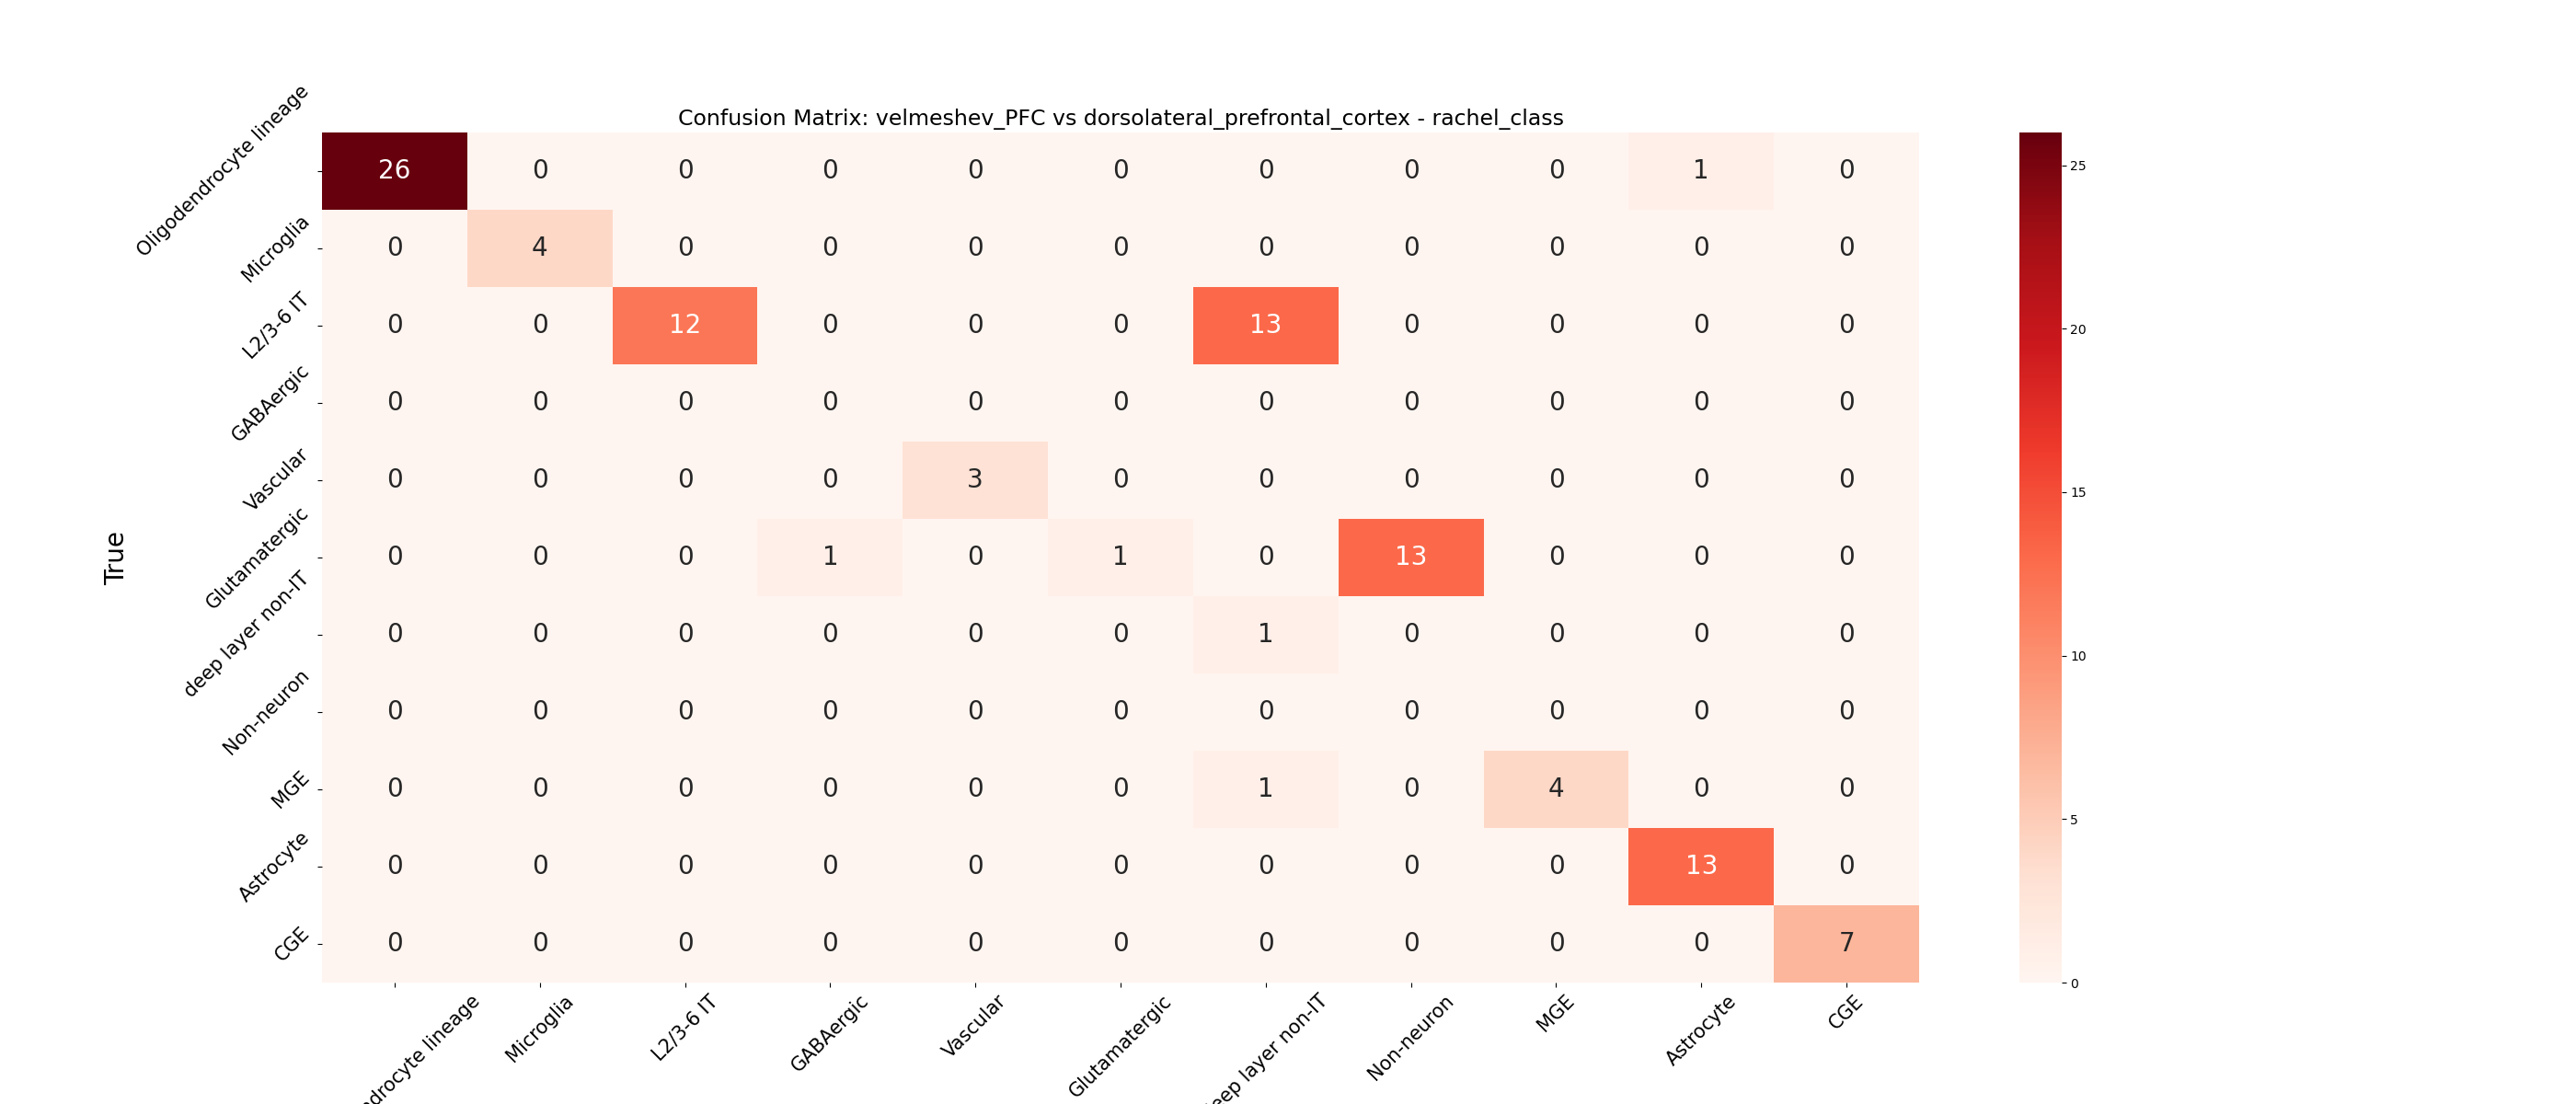 Confusion Matrix: velmeshev_PFC vs dorsolateral_prefrontal_cortex - rachel_class
True
Oligodendrocyte lineage 26 0 0 0 0 0 0 0 0 1 0
Microglia 0 4 0 0 0 0 0 0 0 0 0
L2/3-6 IT 0 0 12 0 0 0 13 0 0 0 0
GABAergic 0 0 0 0 0 0 0 0 0 0 0
Vascular 0 0 0 0 3 0 0 0 0 0 0
Glutamatergic 0 0 0 1 0 1 0 13 0 0 0
deep layer non-IT 0 0 0 0 0 0 1 0 0 0 0
Non-neuron 0 0 0 0 0 0 0 0 0 0 0
MGE 0 0 0 0 0 0 1 0 4 0 0
Astrocyte 0 0 0 0 0 0 0 0 0 13 0
CGE 0 0 0 0 0 0 0 0 0 0 7
ndrocyte lineage Microglia L2/3-6 IT GABAergic Vascular Glutamatergic eep layer non-IT Non-neuron MGE Astrocyte CGE
25
20
15
10
5
0